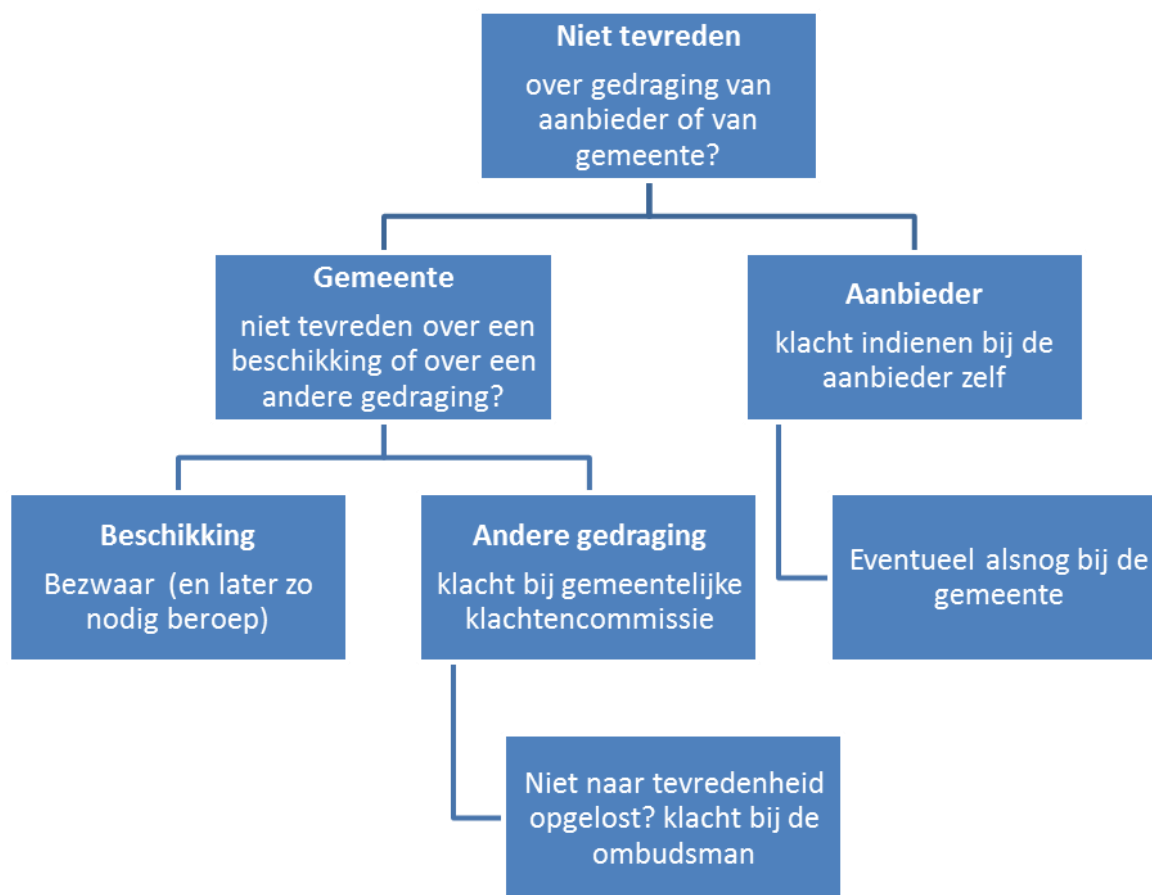 Niet tevreden
over gedraging van
aanbieder of van
gemeente?
Gemeente
niet tevreden over een
beschikking of over een
andere gedraging?
Aanbieder
klacht indienen bij de
aanbieder zelf
Beschikking
Bezwaar (en later zo
nodig beroep)
Andere gedraging
klacht bij gemeentelijke
klachtencommissie
Eventueel alsnog bij de
gemeente
Niet naar tevredenheid
opgelost? klacht bij de
ombudsman